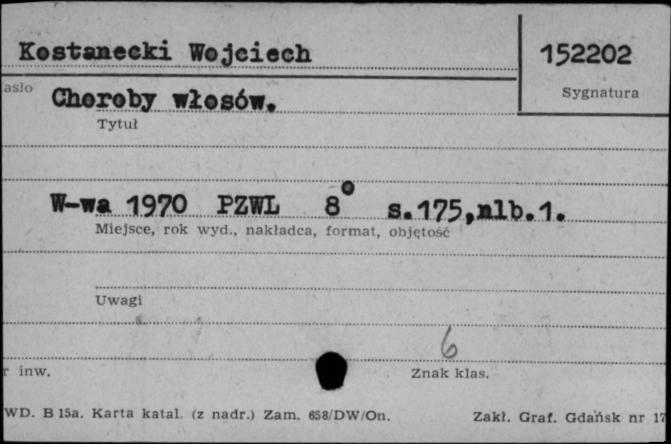 Kostanecki Wojciech
152202
Sygnatura
asło
Choroby włosów.
Tytuł
W-wa 1970 PZWL 8° s.175,nlb.1.
Miejsce, rok wyd., nakładca, format, objętość
Uwagi
6
r inw.
Znak klas.
WD. B 15a. Karta katal. (z nadr.) Zam. 658/DW/On.
Zakł. Graf. Gdańsk nr 17